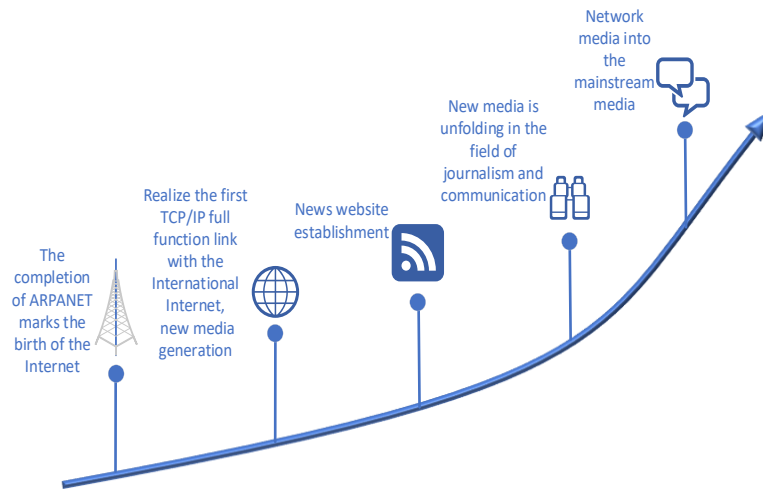 The
completion
of ARPANET
marks the
birth of the
Internet
Realize the first
TCP/IP full
function link
with the
International
Internet,
new media
generation
News website
establishment
New media is
unfolding in the
field of
journalism and
communication
Network
media into
the
mainstream
media